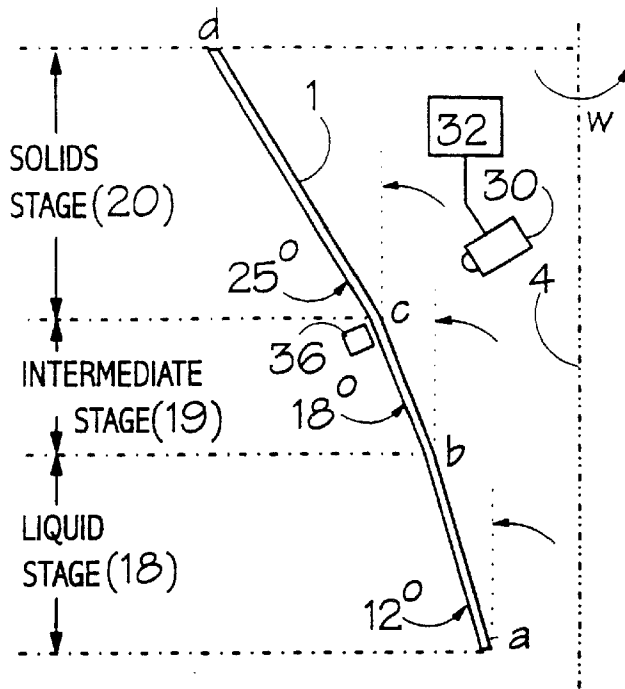 d
1
32
W
SOLIDS
STAGE (20)
30
25°
4
c
36
INTERMEDIATE
STAGE (19)
18°
b
LIQUID
STAGE (18)
12°
a